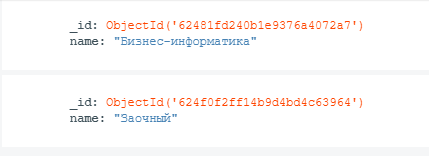 _id: ObjectId('62481fd240b1e9376a4072a7')
name: "Бизнес-информатика"
_id: ObjectId('624f0f2ff14b9d4bd4c63964')
name: "Заочный"